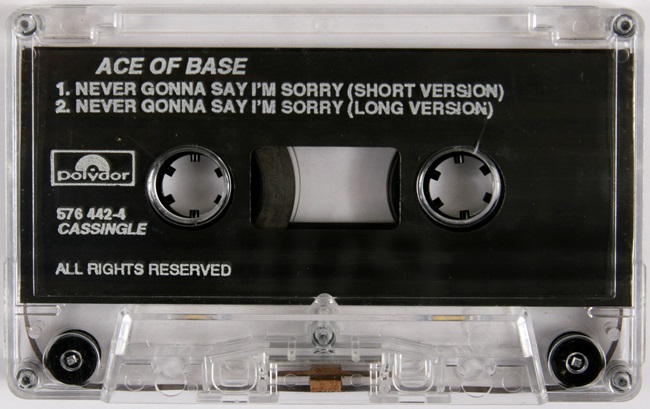 ACE OF BASE
1. NEVER GONNA SAY I'M SORRY (SHORT VERSION)
2. NEVER GONNA SAY I'M SORRY (LONG VERSION)
polydor
576 442-4
CASSINGLE
ALL RIGHTS RESERVED